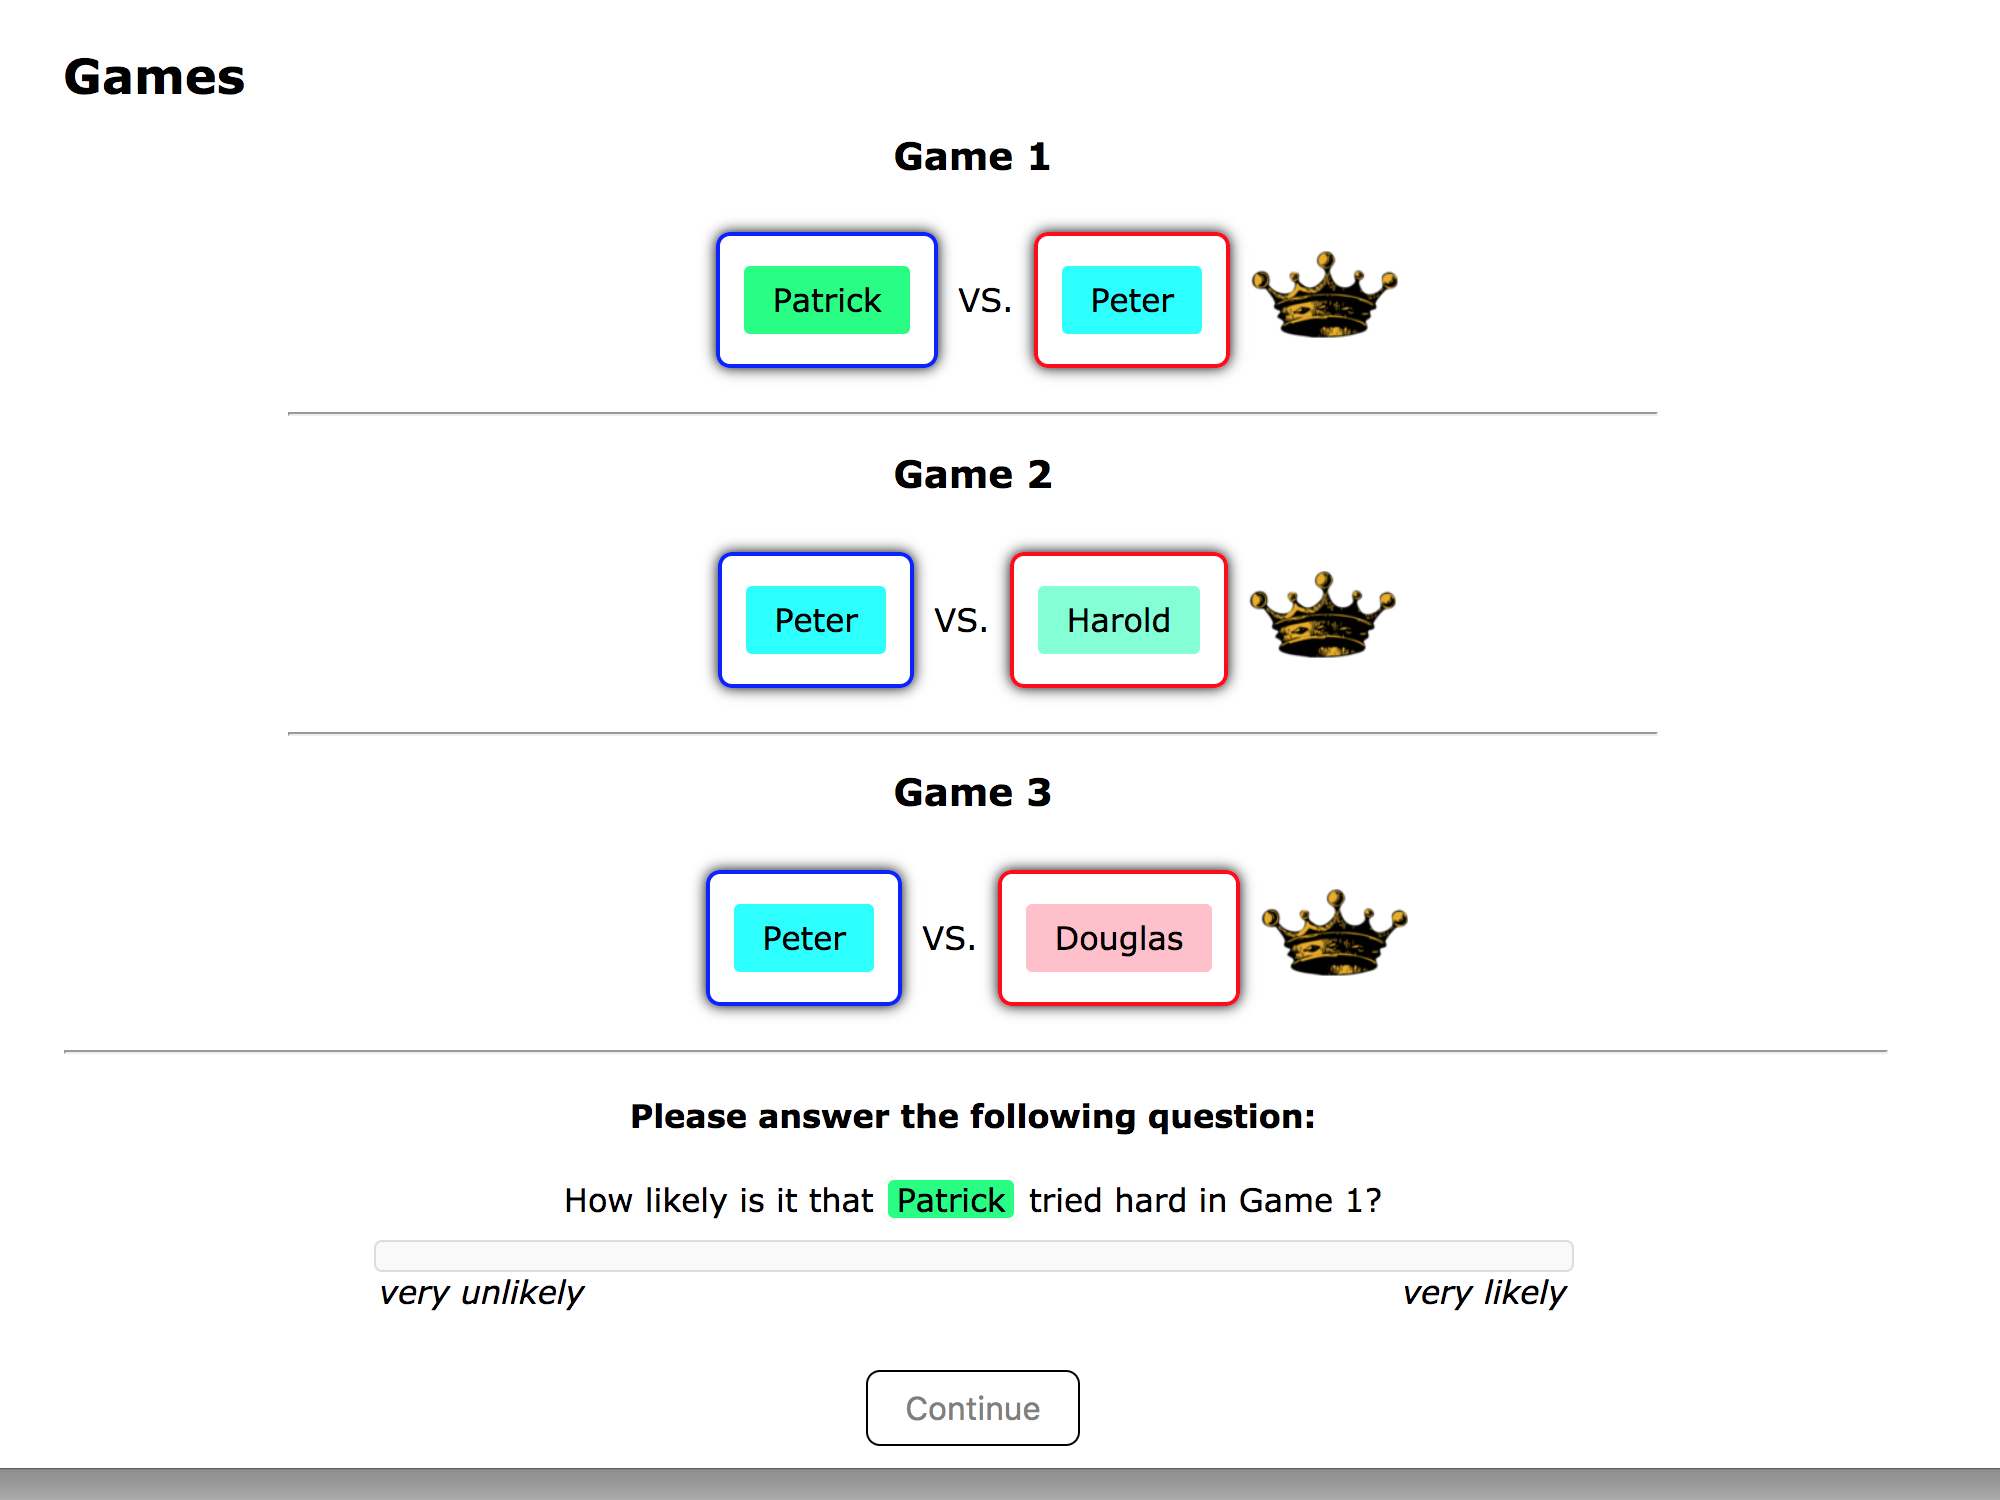 Games
Game 1
Patrick VS. Peter
Game 2
Peter VS. Harold
Game 3
Peter VS. Douglas
Please answer the following question:
How likely is it that Patrick tried hard in Game 1?
very unlikely very likely
Continue